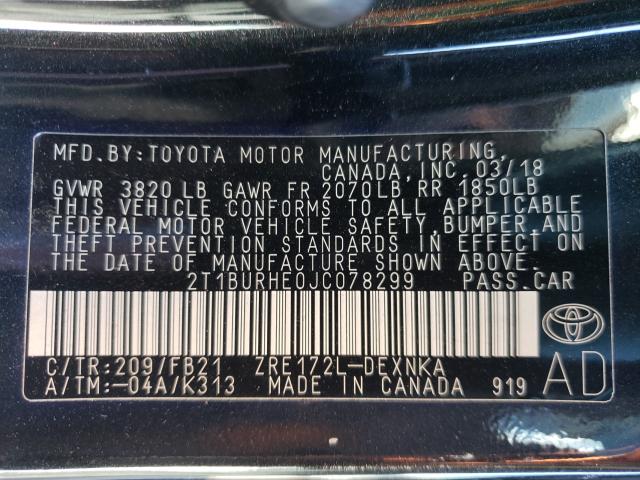 MFD. BY: TOYOTA MOTOR MANUFACTURING,
CANADA, INC. 03/18
GVWR 3820 LB GAWR FR 2070LB RR 1850LB
THIS VEHICLE CONFORMS TO ALL APPLICABLE
FEDERAL MOTOR VEHICLE SAFETY, BUMPER, AND
THEFT PREVENTION STANDARDS IN EFFECT ON
THE DATE OF MANUFACTURE SHOWN ABOVE.
2T1BURHE0JC078299 PASS. CAR
C/TR: 209/FB21 ZRE172L-DEXNKA
A/TM: -04A/K313 MADE IN CANADA 919
AD